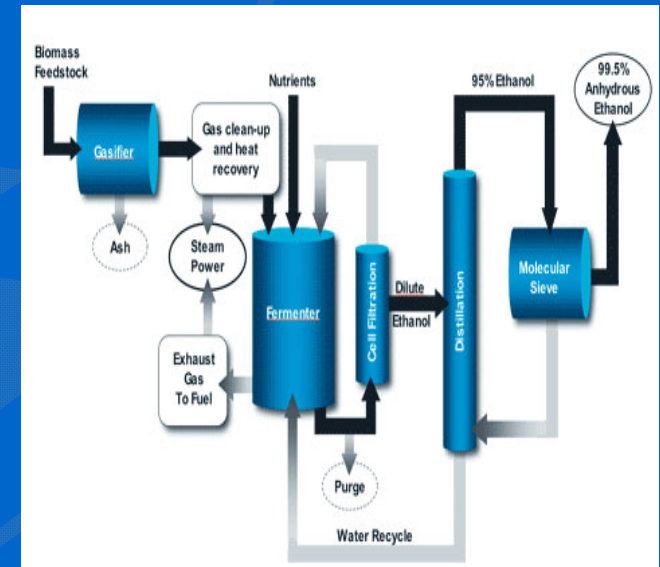 Biomass
Feedstock
Gasifier
Ash
Gas clean-up
and heat
recovery
Steam
Power
Exhaust
Gas
To Fuel
Nutrients
Fermenter
Purge
Cell Filtration
Dilute
Ethanol
Distillation
95% Ethanol
Molecular
Sieve
99.5%
Anhydrous
Ethanol
Water Recycle